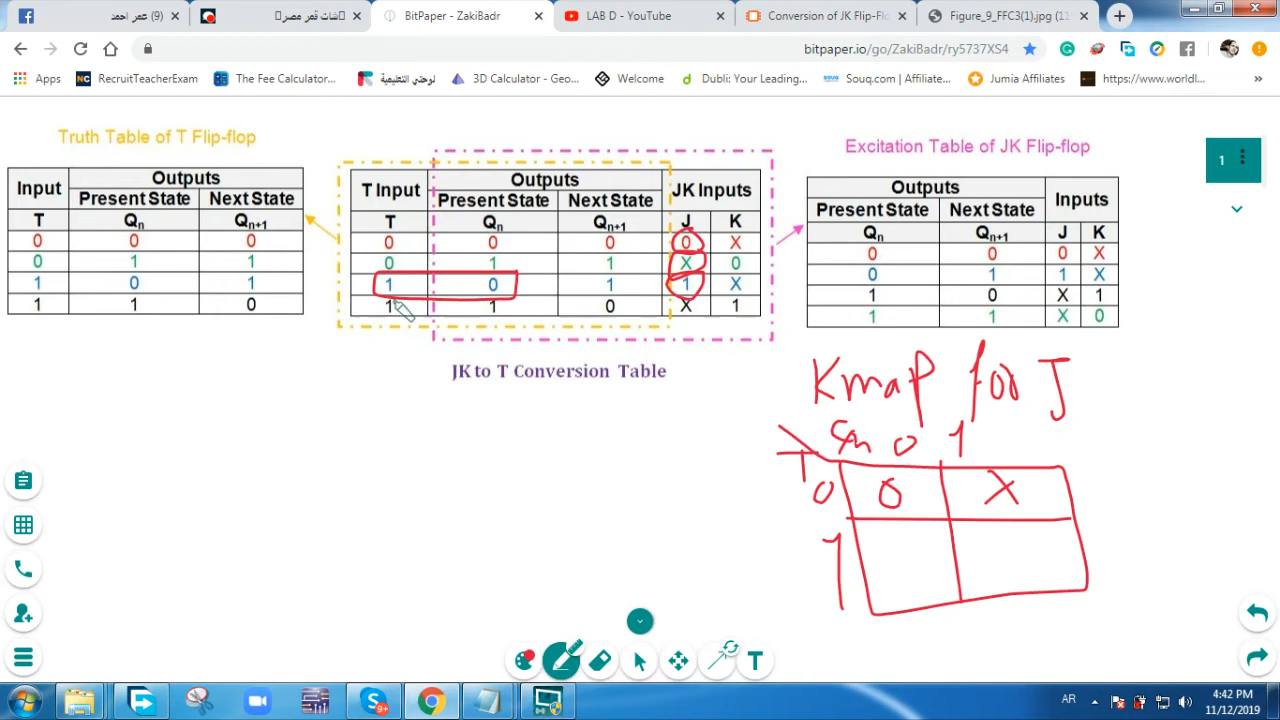 (9) عمر احمد
BitPaper - ZakiBadr
LAB D - YouTube
Conversion of JK Flip-Flo
Figure_9_FFC3(1).jpg (11
bitpaper.io/go/ZakiBadr/ry5737XS4
Apps
RecruitTeacherExam
The Fee Calculator...
لوحتي التعليمية
3D Calculator - Geo...
Welcome
Dubli: Your Leading...
Souq.com | Affiliate...
Jumia Affiliates
https://www.worldl...
Truth Table of T Flip-flop
Input Outputs
Present State Next State
T Qn Qn+1
0 0 0
0 1 1
1 0 1
1 1 0
T Input Outputs JK Inputs
Present State Next State
T Qn Qn+1 J K
0 0 0 0 X
0 1 1 X 0
1 0 1 1 X
1 1 0 X 1
JK to T Conversion Table
Excitation Table of JK Flip-flop
Outputs Inputs
Present State Next State
Qn Qn+1 J K
0 0 0 X
0 1 1 X
1 0 X 1
1 1 X 0
1
Kmap for J
T Qn 0 1
0 0 X
1
T
9+
AR
4:42 PM
11/12/2019